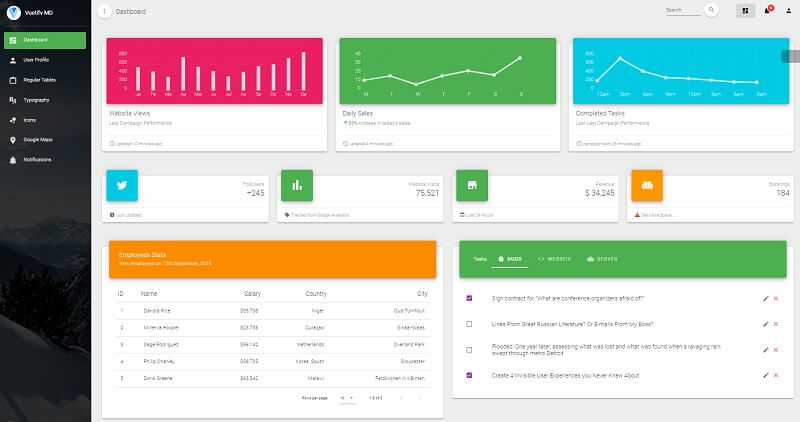 Vuetify MD
Dashboard
Search
5
Dashboard
User Profile
Regular Tables
Typography
Icons
Google Maps
Notifications
800
600
400
200
0
Ja Fe Ma Ap Mai Ju Jul Au Se Oc No De
Website Views
Last Campaign Performance
updated 10 minutes ago
40
30
20
10
0
M T W T F S S
Daily Sales
55% increase in today's sales.
updated 4 minutes ago
800
600
400
200
0
12am 3pm 6pm 9pm 12pm 3am 6am 9am
Completed Tasks
Last Last Campaign Performance
campaign sent 26 minutes ago
Followers
+245
Just Updated
Website Visits
75.521
Tracked from Google Analytics
Revenue
$ 34,245
Last 24 Hours
Bookings
184
Get More Space...
Employees Stats
New employees on 15th September, 2016
ID Name Salary Country City
1 Dakota Rice $35,738 Niger Oud-Tunrhout
2 Minerva Hooper $23,738 Curaçao Sinaai-Waas
3 Sage Rodriguez $56,142 Netherlands Overland Park
4 Philip Chanley $38,735 Korea, South Gloucester
5 Doris Greene $63,542 Malawi Feldkirchen in Kärnten
Rows per page: 1-5 of 5
Tasks: BUGS WEBSITE SERVER
Sign contract for "What are conference organizers afraid of?"
Lines From Great Russian Literature? Or E-mails From My Boss?
Flooded: One year later, assessing what was lost and what was found when a ravaging rain
swept through metro Detroit
Create 4 Invisible User Experiences you Never Knew About